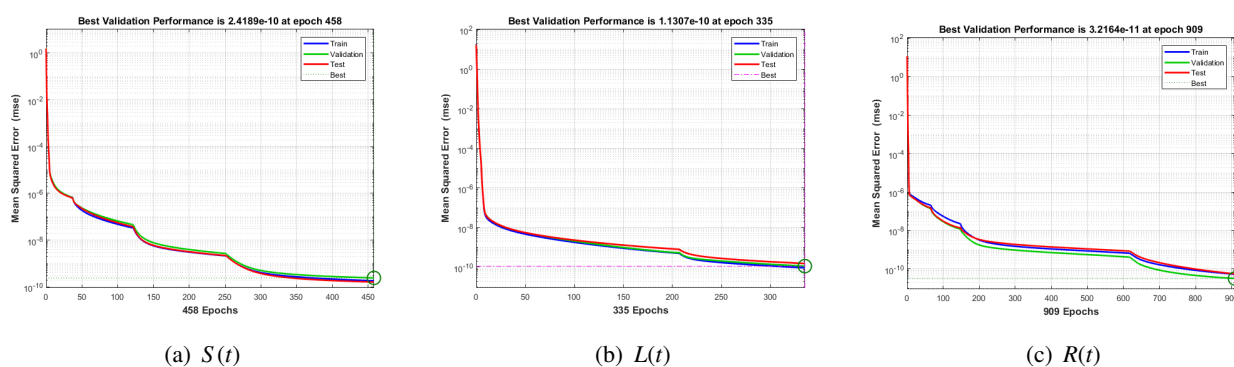 Best Validation Performance is 2.4189e-10 at epoch 458
Mean Squared Error (mse)
10^0
10^-2
10^-4
10^-6
10^-8
10^-10
0 50 100 150 200 250 300 350 400 450
458 Epochs
Train
Validation
Test
Best
(a) S(t)
Best Validation Performance is 1.1307e-10 at epoch 335
Mean Squared Error (mse)
10^2
10^0
10^-2
10^-4
10^-6
10^-8
10^-10
0 50 100 150 200 250 300
335 Epochs
Train
Validation
Test
Best
(b) L(t)
Best Validation Performance is 3.2164e-11 at epoch 909
Mean Squared Error (mse)
10^2
10^0
10^-2
10^-4
10^-6
10^-8
10^-10
0 100 200 300 400 500 600 700 800 900
909 Epochs
Train
Validation
Test
Best
(c) R(t)